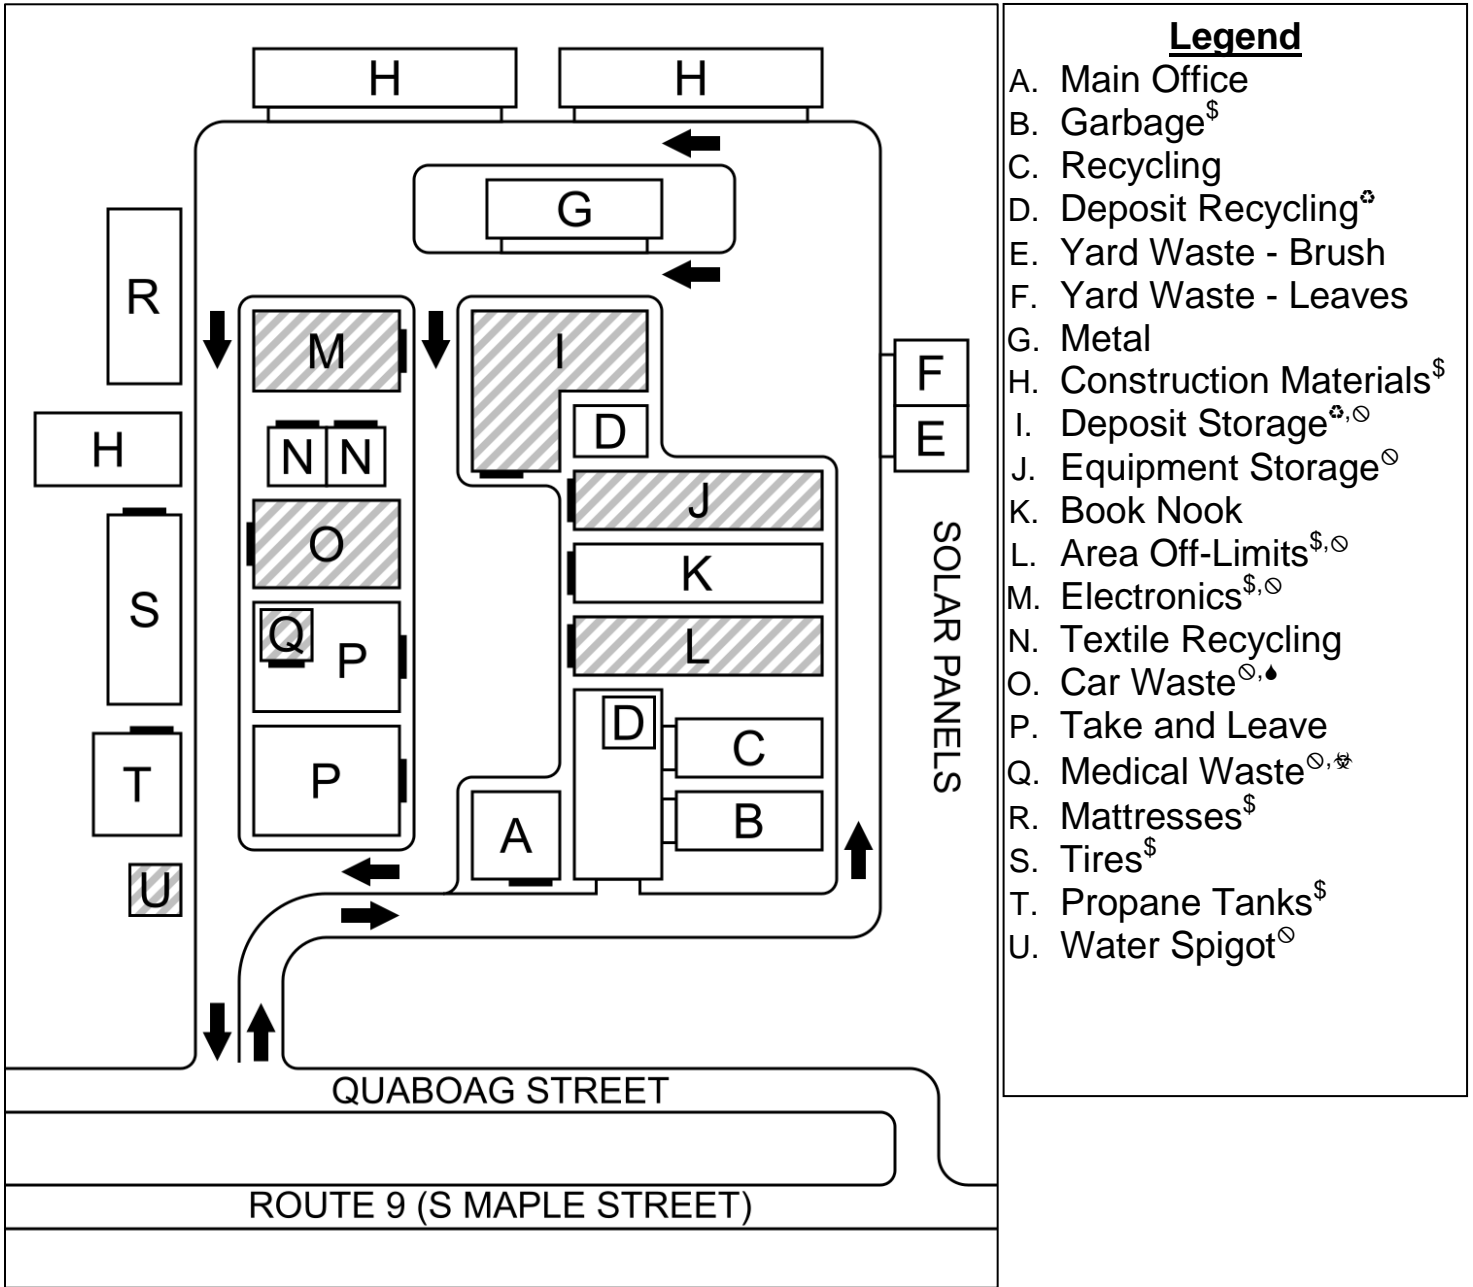 H H
G
R
M I
F
D
E
H N N
J
O
K
S
Q P L
D
C
T P
B
A
U
SOLAR PANELS
QUABOAG STREET
ROUTE 9 (S MAPLE STREET)
Legend
A. Main Office
B. Garbage$
C. Recycling
D. Deposit Recycling♻
E. Yard Waste - Brush
F. Yard Waste - Leaves
G. Metal
H. Construction Materials$
I. Deposit Storage♻,🛇
J. Equipment Storage🛇
K. Book Nook
L. Area Off-Limits$,🛇
M. Electronics$,🛇
N. Textile Recycling
O. Car Waste🛇,🌢
P. Take and Leave
Q. Medical Waste🛇,☣
R. Mattresses$
S. Tires$
T. Propane Tanks$
U. Water Spigot🛇